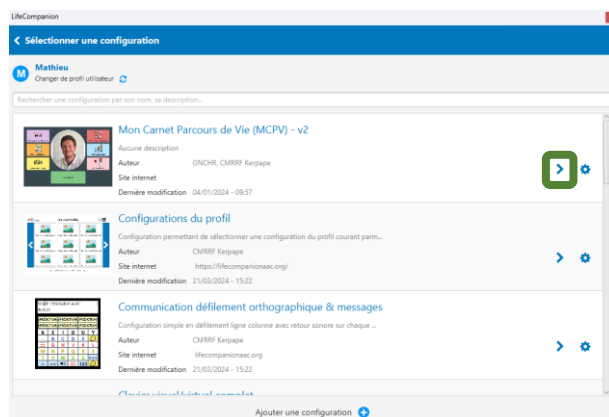 LifeCompanion
Sélectionner une configuration
M
Mathieu
Changer de profil utilisateur
Rechercher une configuration par son nom, sa description...
Mon Carnet Parcours de Vie (MCPV) - v2
Aucune description
Auteur GNCHR, CMRRF Kerpape
Site internet
Dernière modification 04/01/2024 - 09:57
Configurations du profil
Configuration permettant de sélectionner une configuration du profil courant parm...
Auteur CMRRF Kerpape
Site internet https://lifecompanionaac.org/
Dernière modification 21/03/2024 - 15:22
Communication défilement orthographique & messages
Configuration simple en défilement ligne colonne avec retour sonore sur chaque ...
Auteur CMRRF Kerpape
Site internet lifecompanionaac.org
Dernière modification 21/03/2024 - 15:22
Clavier visuel/virtuel complet
Ajouter une configuration